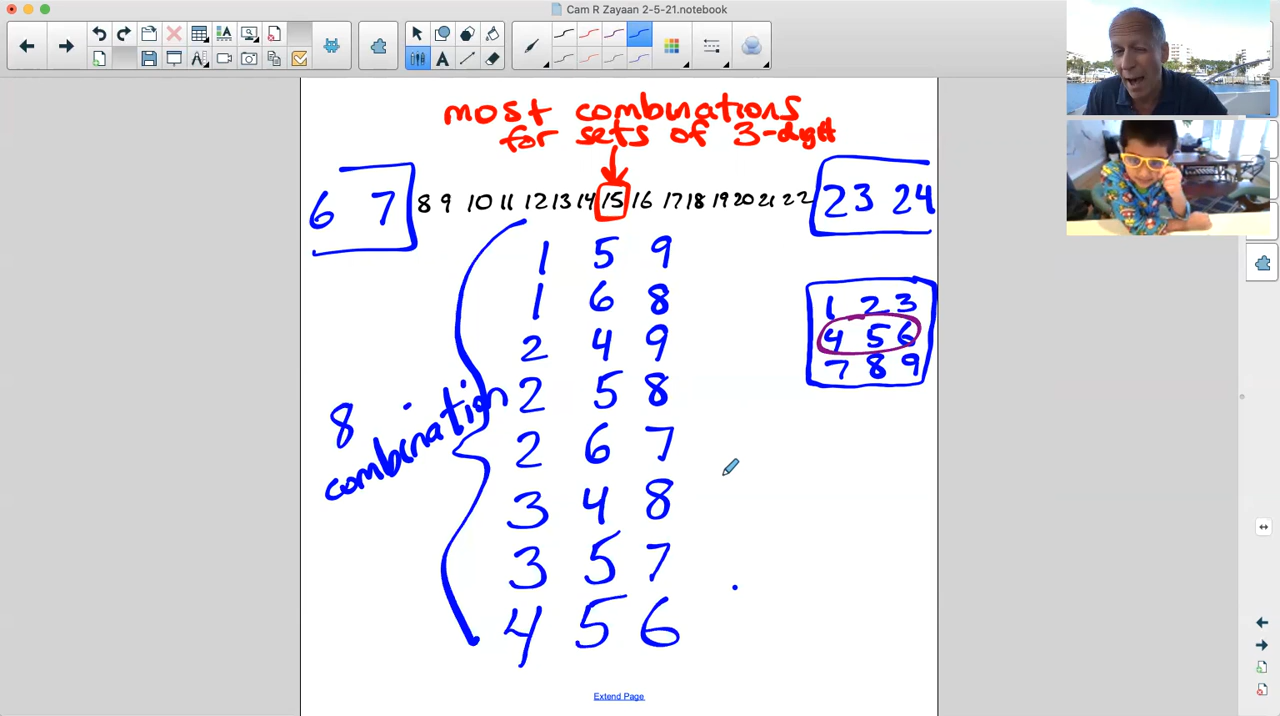 Cam R Zayaan 2-5-21.notebook
most combinations
for sets of 3-digit
6 7 8 9 10 11 12 13 14 15 16 17 18 19 20 21 22 23 24
1 5 9
1 6 8
2 4 9
2 5 8
2 6 7
3 4 8
3 5 7
4 5 6
8
combination
1 2 3
4 5 6
7 8 9
Extend Page